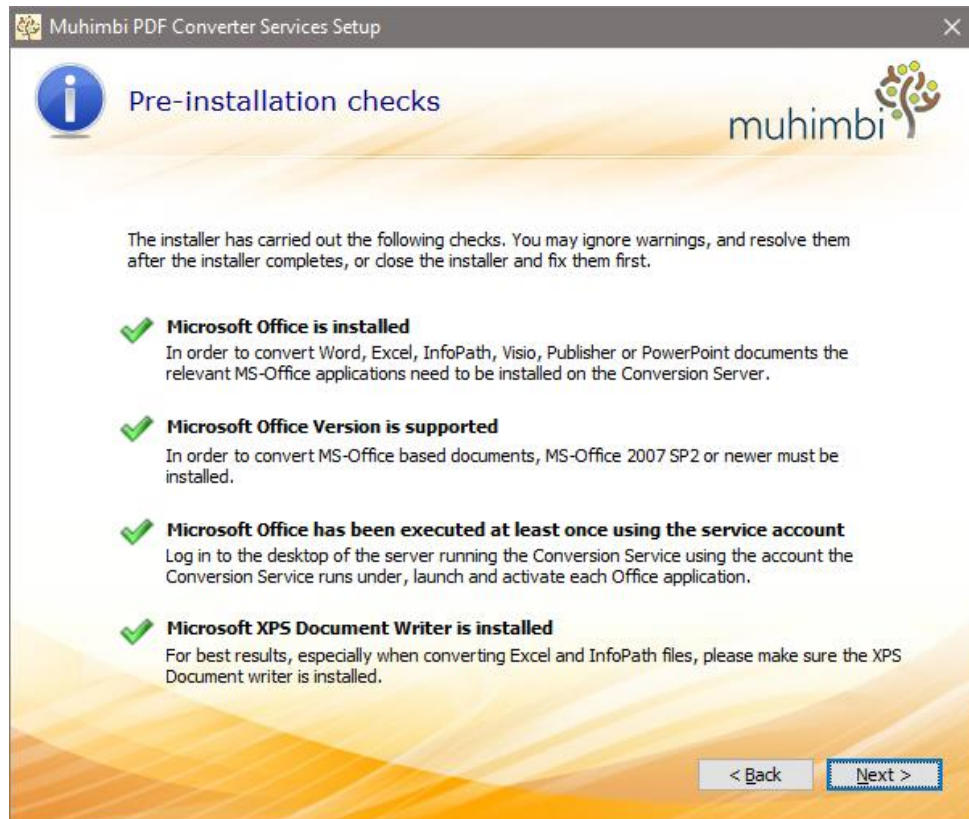 Muhimbi PDF Converter Services Setup
Pre-installation checks
muhimbi
The installer has carried out the following checks. You may ignore warnings, and resolve them
after the installer completes, or close the installer and fix them first.
Microsoft Office is installed
In order to convert Word, Excel, InfoPath, Visio, Publisher or PowerPoint documents the
relevant MS-Office applications need to be installed on the Conversion Server.
Microsoft Office Version is supported
In order to convert MS-Office based documents, MS-Office 2007 SP2 or newer must be
installed.
Microsoft Office has been executed at least once using the service account
Log in to the desktop of the server running the Conversion Service using the account the
Conversion Service runs under, launch and activate each Office application.
Microsoft XPS Document Writer is installed
For best results, especially when converting Excel and InfoPath files, please make sure the XPS
Document writer is installed.
< Back
Next >